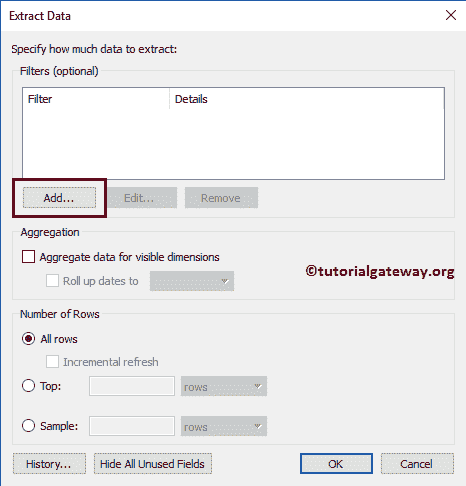 Extract Data
Specify how much data to extract:
Filters (optional)
Filter Details
Add... Edit... Remove
Aggregation
Aggregate data for visible dimensions
Roll up dates to
©tutorialgateway.org
Number of Rows
All rows
Incremental refresh
Top: rows
Sample: rows
History... Hide All Unused Fields OK Cancel